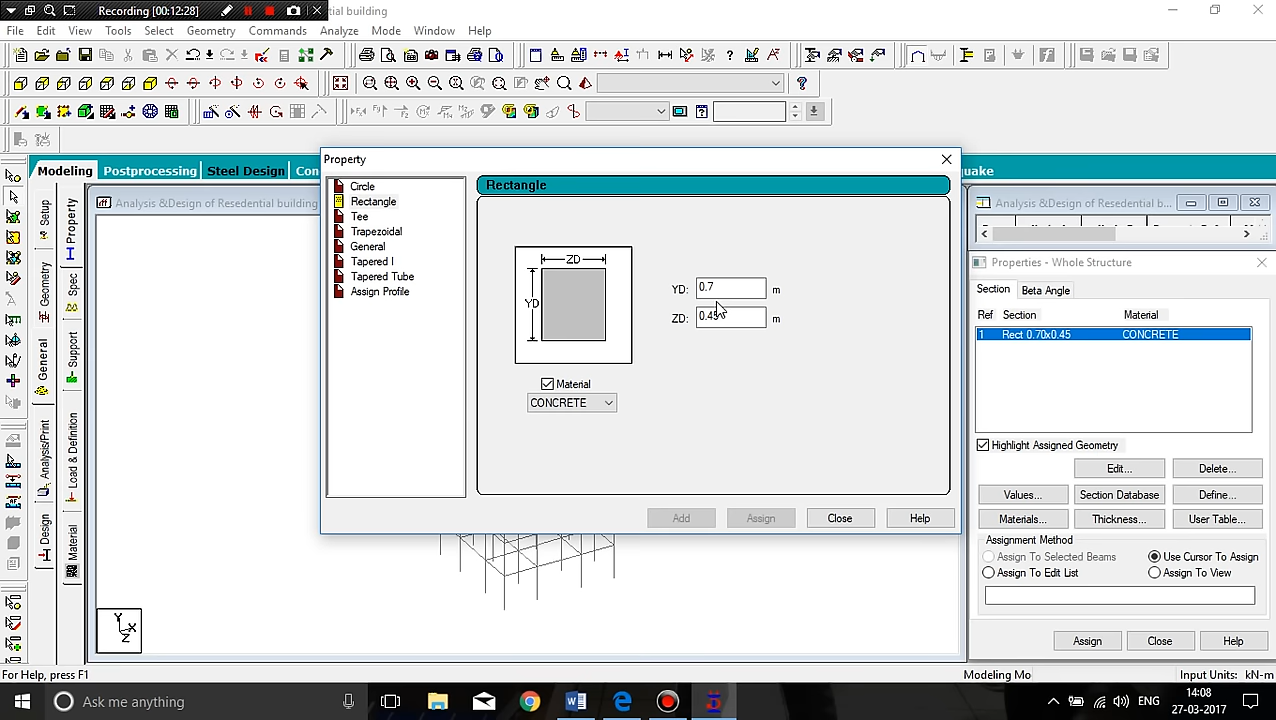 Recording [00:12:28]
ential building
File Edit View Tools Select Geometry Commands Analyze Mode Window Help
Modeling Postprocessing Steel Design Con
quake
Analysis &Design of Resedential building
Analysis &Design of Resedential b...
Setup
Geometry
General
Analysis/Print
Design
Property
Spec
Support
Load & Definition
Material
Property
Circle
Rectangle
Tee
Trapezoidal
General
Tapered I
Tapered Tube
Assign Profile
Rectangle
ZD
YD
YD: 0.7 m
ZD: 0.45 m
Material
CONCRETE
Add Assign Close Help
Properties - Whole Structure
Section Beta Angle
Ref Section Material
1 Rect 0.70x0.45 CONCRETE
Highlight Assigned Geometry
Edit... Delete...
Values... Section Database Define...
Materials... Thickness... User Table...
Assignment Method
Assign To Selected Beams Use Cursor To Assign
Assign To Edit List Assign To View
Assign Close Help
Y
X
Z
For Help, press F1
Modeling Mo Input Units: kN-m
Ask me anything
ENG
14:08
27-03-2017